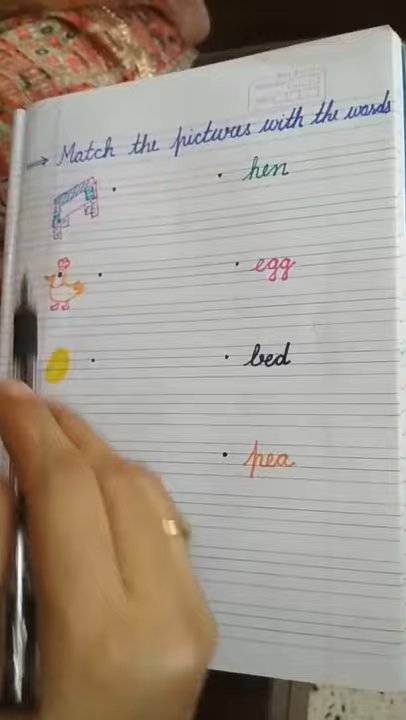 → Match the pictures with the words
hen
egg
bed
pea